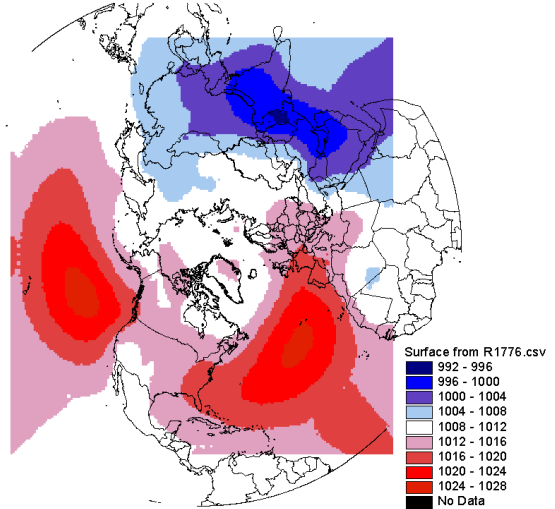 Surface from R1776.csv
992 - 996
996 - 1000
1000 - 1004
1004 - 1008
1008 - 1012
1012 - 1016
1016 - 1020
1020 - 1024
1024 - 1028
No Data